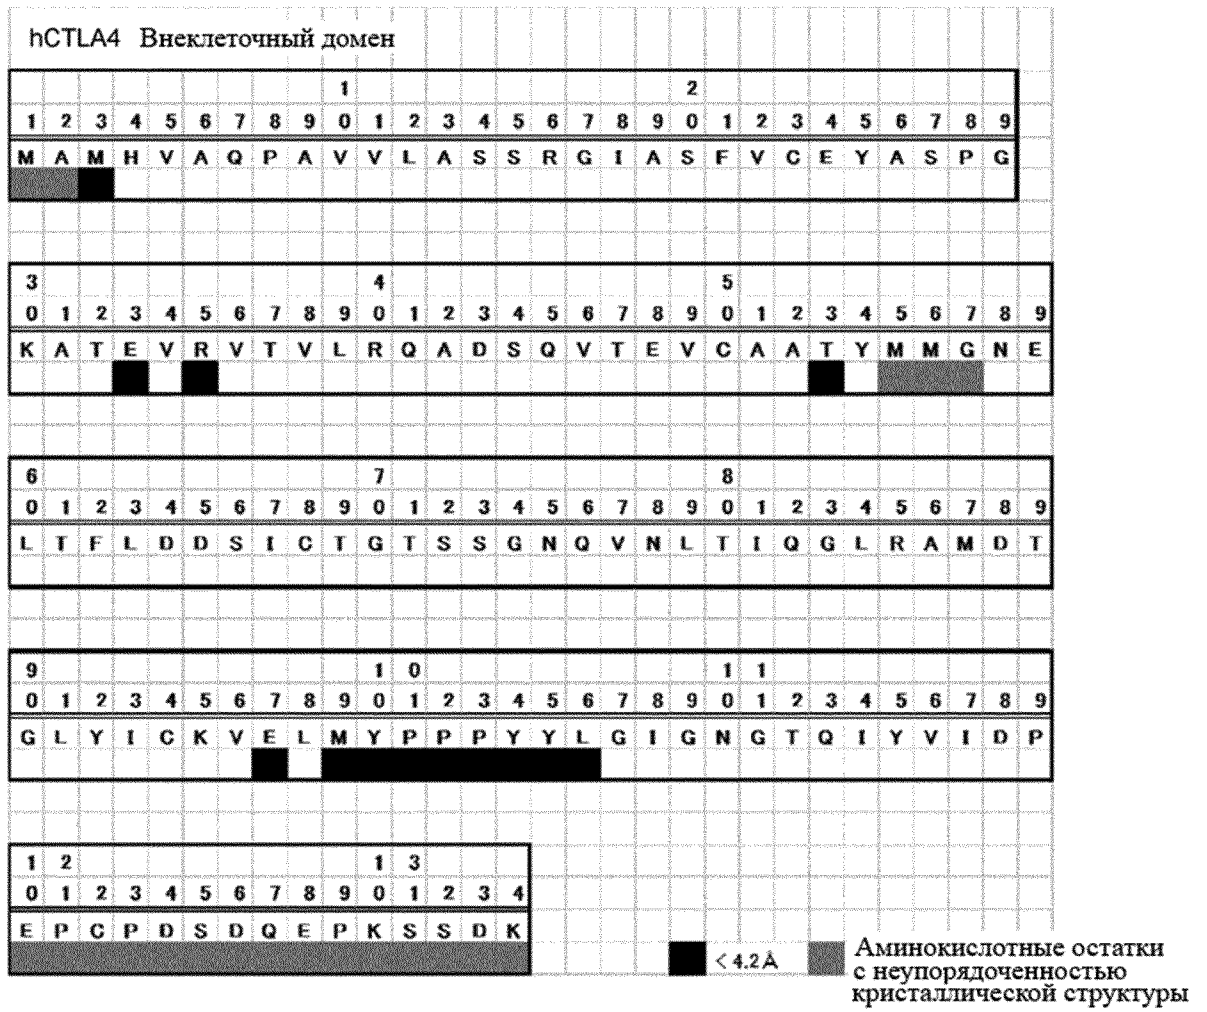 hCTLA4 Внеклеточный домен
1 2
1 2 3 4 5 6 7 8 9 0 1 2 3 4 5 6 7 8 9 0 1 2 3 4 5 6 7 8 9
M A M H V A Q P A V V L A S S R G I A S F V C E Y A S P G
3 4 5
0 1 2 3 4 5 6 7 8 9 0 1 2 3 4 5 6 7 8 9 0 1 2 3 4 5 6 7 8 9
K A T E V R V T V L R Q A D S Q V T E V C A A T Y M M G N E
6 7 8
0 1 2 3 4 5 6 7 8 9 0 1 2 3 4 5 6 7 8 9 0 1 2 3 4 5 6 7 8 9
L T F L D D S I C T G T S S G N Q V N L T I Q G L R A M D T
9 1 0 1 1
0 1 2 3 4 5 6 7 8 9 0 1 2 3 4 5 6 7 8 9 0 1 2 3 4 5 6 7 8 9
G L Y I C K V E L M Y P P P Y Y L G I G N G T Q I Y V I D P
1 2 1 3
0 1 2 3 4 5 6 7 8 9 0 1 2 3 4
E P C P D S D Q E P K S S D K
< 4.2 Å
Аминокислотные остатки
с неупорядоченностью
кристаллической структуры